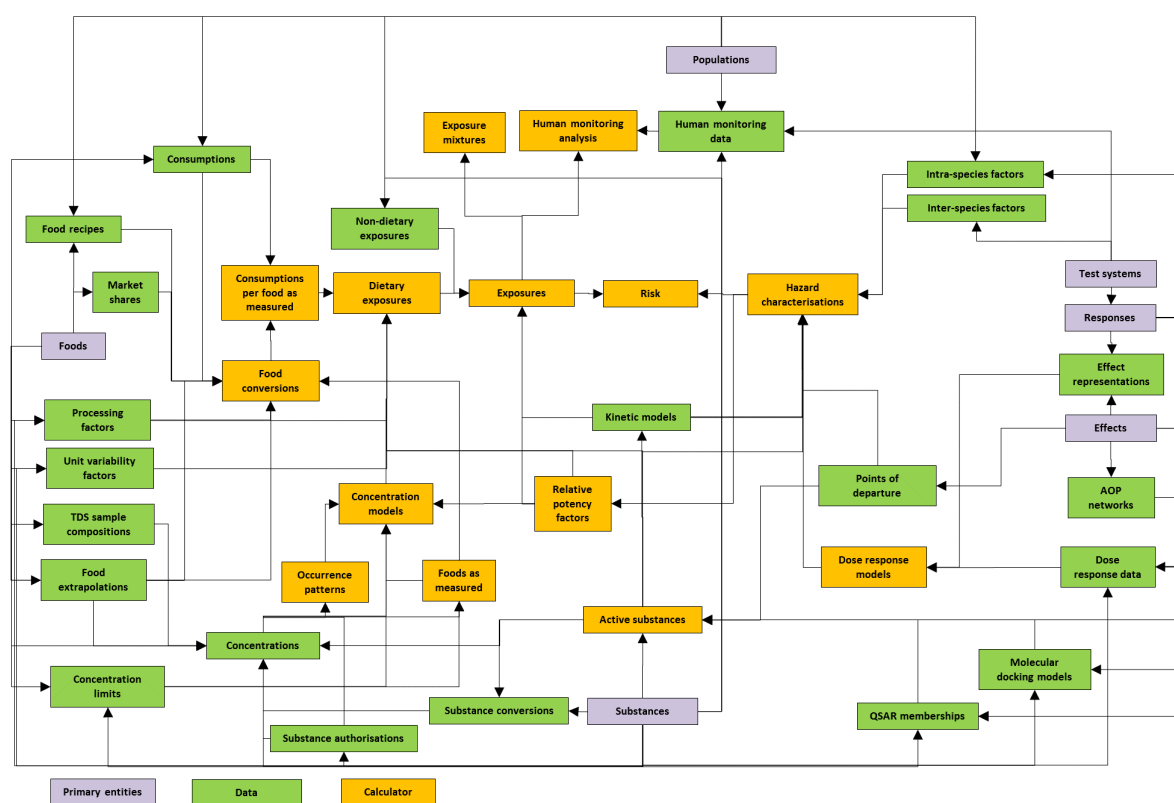 Populations
Exposure
mixtures
Human monitoring
analysis
Human monitoring
data
Consumptions
Intra-species factors
Inter-species factors
Food recipes
Non-dietary
exposures
Market
shares
Consumptions
per food as
measured
Dietary
exposures
Exposures
Risk
Hazard
characterisations
Test systems
Responses
Foods
Food
conversions
Effect
representations
Processing
factors
Kinetic models
Effects
Unit variability
factors
Concentration
models
Relative
potency
factors
Points of
departure
AOP
networks
TDS sample
compositions
Food
extrapolations
Occurrence
patterns
Foods as
measured
Dose response
models
Dose
response data
Concentrations
Active substances
Molecular
docking models
Concentration
limits
Substance conversions
Substances
QSAR memberships
Substance authorisations
Primary entities
Data
Calculator